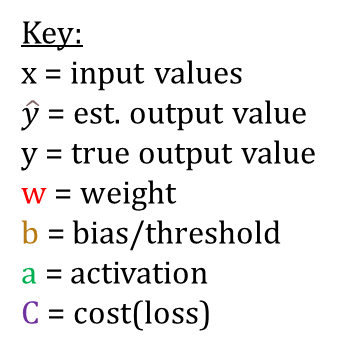 Key:
x = input values
ŷ = est. output value
y = true output value
w = weight
b = bias/threshold
a = activation
C = cost(loss)